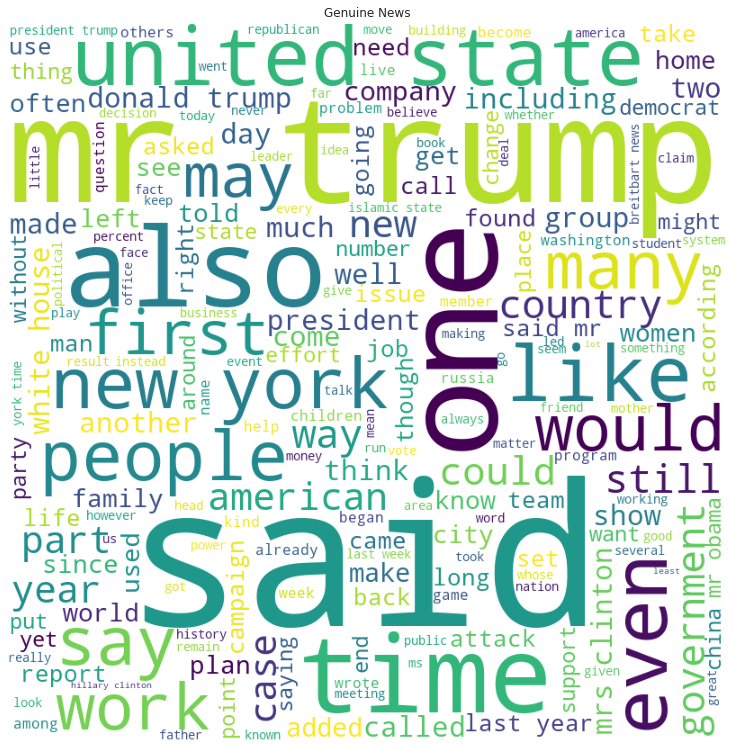 Genuine News
president trump
others
republican
move
building
become
america
take
use
united state
went
need
home
thing
live
two
often
donald trump
company
including
democrat
decision
today
never
far
problem
believe
whether
mr trump
little
question
asked
day
going
get
book
change
deal
breitbart news
claim
see
leader
idea
may
call
fact
keep
every
islamic state
made
left
told
much
new
found
group
might
percent
state
number
washington
student
system
without
political
face
office
also
right
well
one
place
many
white house
play
business
give
issue
member
country
according
first
president
making
said mr
women
man
come
job
led
seem
something
lot
result
instead
around
event
effort
though
go
russia
like
york time
new york
name
talk
children
mean
always
friend
mother
another
help
way
money
run
vote
matter
would
party
people
think
program
still
family
american
could
know
team
show
working
life
however
head
kind
began
area
word
city
want
good
part
us
used
power
already
came
last week
took
set
several
government
mr obama
since
said
campaign
make
long
whose
least
year
got
week
back
game
nation
even
put
world
history
public
attack
support
mrs clinton
yet
say
remain
case
saying
end
time
ms
china
great
really
report
plan
point
wrote
given
hillary clinton
meeting
look
work
among
father
known
added
called
last year